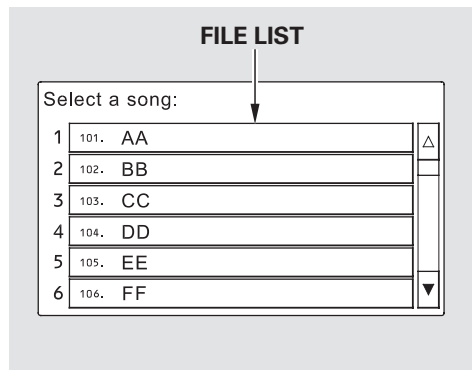 FILE LIST
Select a song:
1 101. AA
2 102. BB
3 103. CC
4 104. DD
5 105. EE
6 106. FF